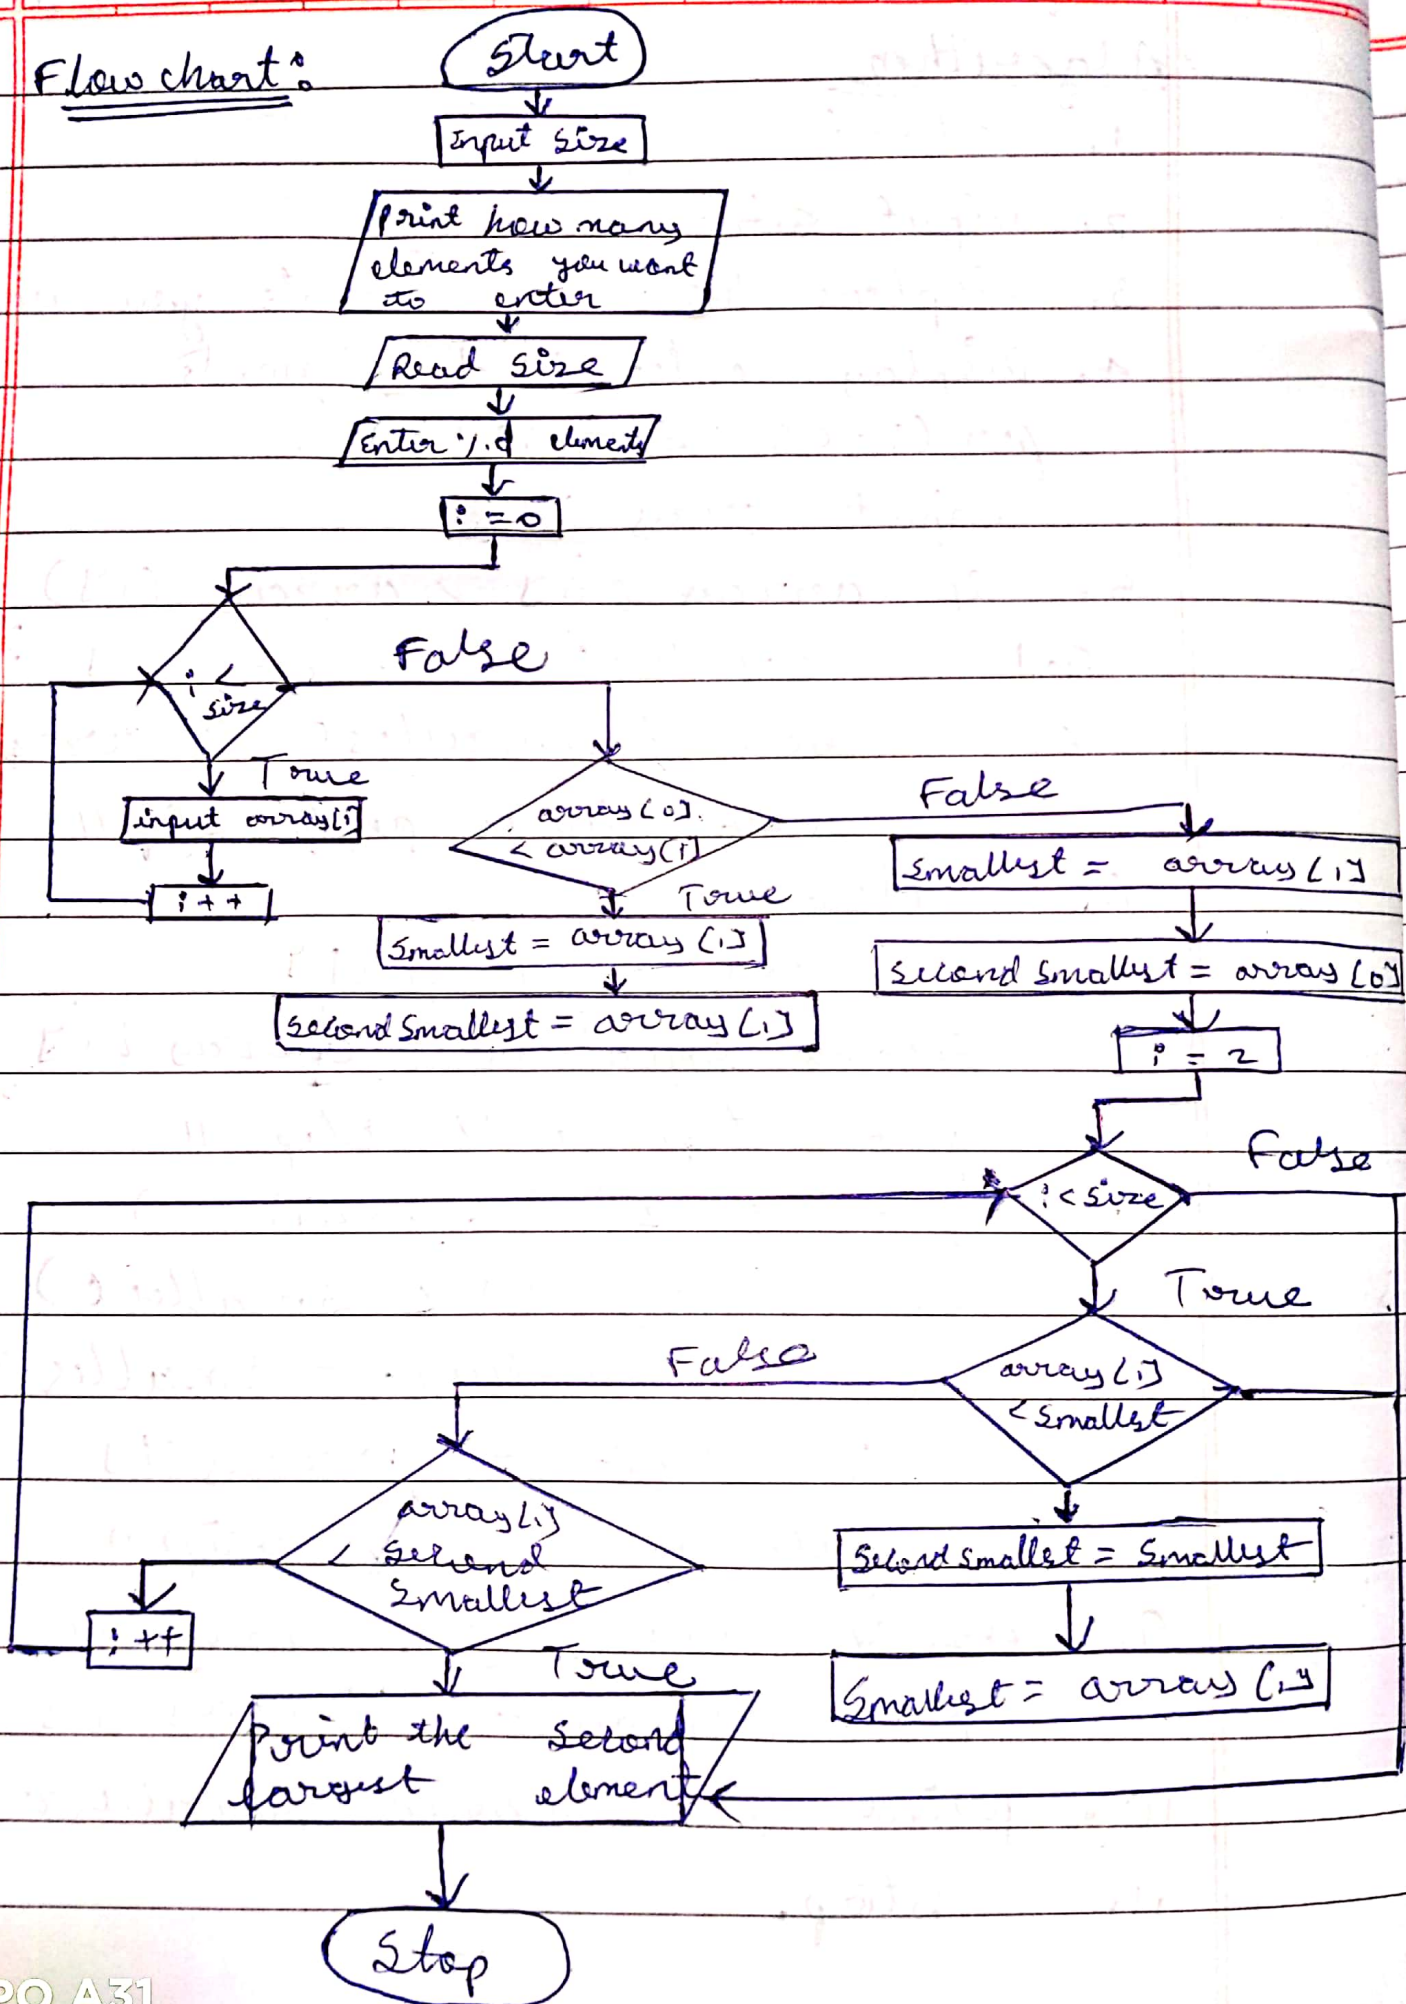 Flow chart:
Start
Input Size
Print how many
elements you want
to enter
Read Size
Enter %d elements
i = 0
i <
size
False
True
input array[i]
i++
array[0]
< array[1]
False
True
Smallest = array[1]
Second Smallest = array[1]
Smallest = array[1]
Second Smallest = array[0]
i = 2
i < Size
False
True
array[i]
< Smallest
False
array[i]
< Second
Smallest
Second Smallest = Smallest
Smallest = array[i]
i++
True
Print the Second
largest element
Stop
PO A31